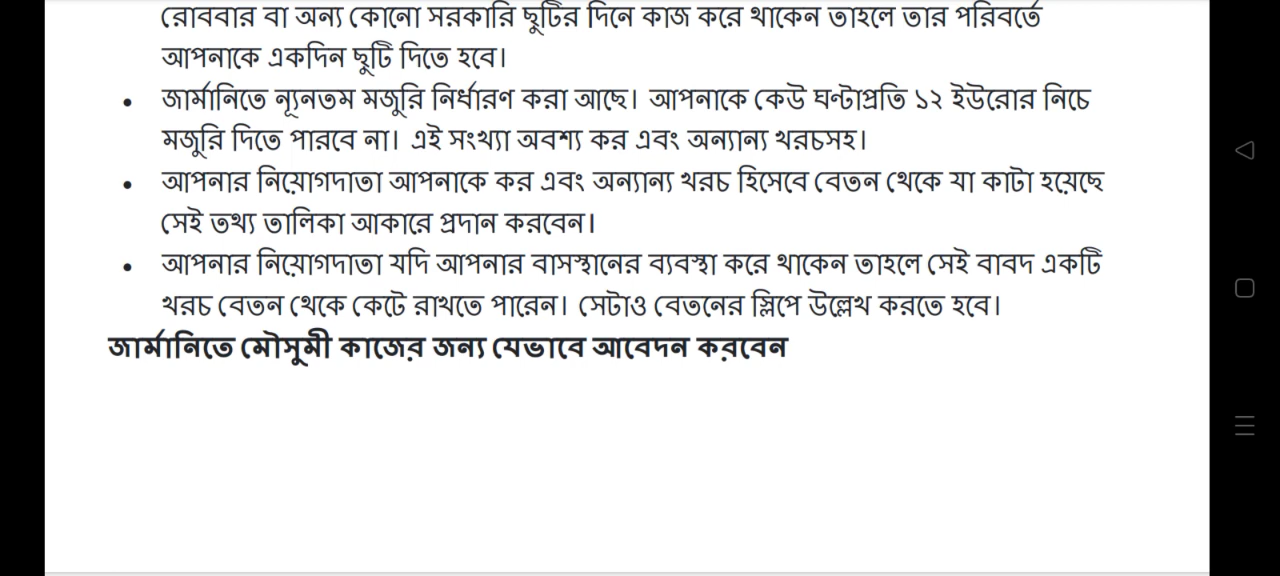 রোববার বা অন্য কোনো সরকারি ছুটির দিনে কাজ করে থাকেন তাহলে তার পরিবর্তে
আপনাকে একদিন ছুটি দিতে হবে।
• জার্মানিতে ন্যূনতম মজুরি নির্ধারণ করা আছে। আপনাকে কেউ ঘণ্টাপ্রতি ১২ ইউরোর নিচে
মজুরি দিতে পারবে না। এই সংখ্যা অবশ্য কর এবং অন্যান্য খরচসহ।
• আপনার নিয়োগদাতা আপনাকে কর এবং অন্যান্য খরচ হিসেবে বেতন থেকে যা কাটা হয়েছে
সেই তথ্য তালিকা আকারে প্রদান করবেন।
• আপনার নিয়োগদাতা যদি আপনার বাসস্থানের ব্যবস্থা করে থাকেন তাহলে সেই বাবদ একটি
খরচ বেতন থেকে কেটে রাখতে পারেন। সেটাও বেতনের স্লিপে উল্লেখ করতে হবে।
জার্মানিতে মৌসুমী কাজের জন্য যেভাবে আবেদন করবেন